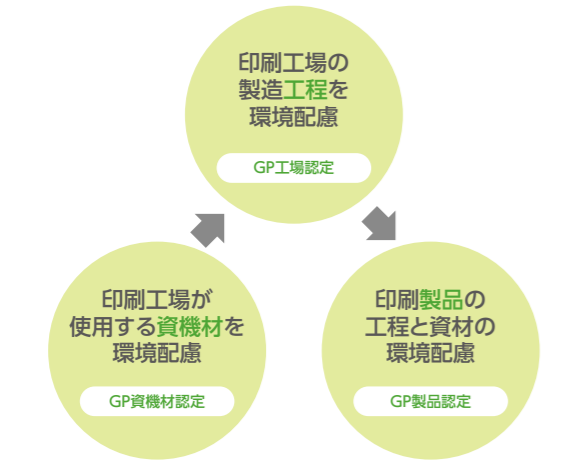 印刷工場の
製造工程を
環境配慮
GP工場認定
印刷工場が
使用する資機材を
環境配慮
GP資機材認定
印刷製品の
工程と資材の
環境配慮
GP製品認定